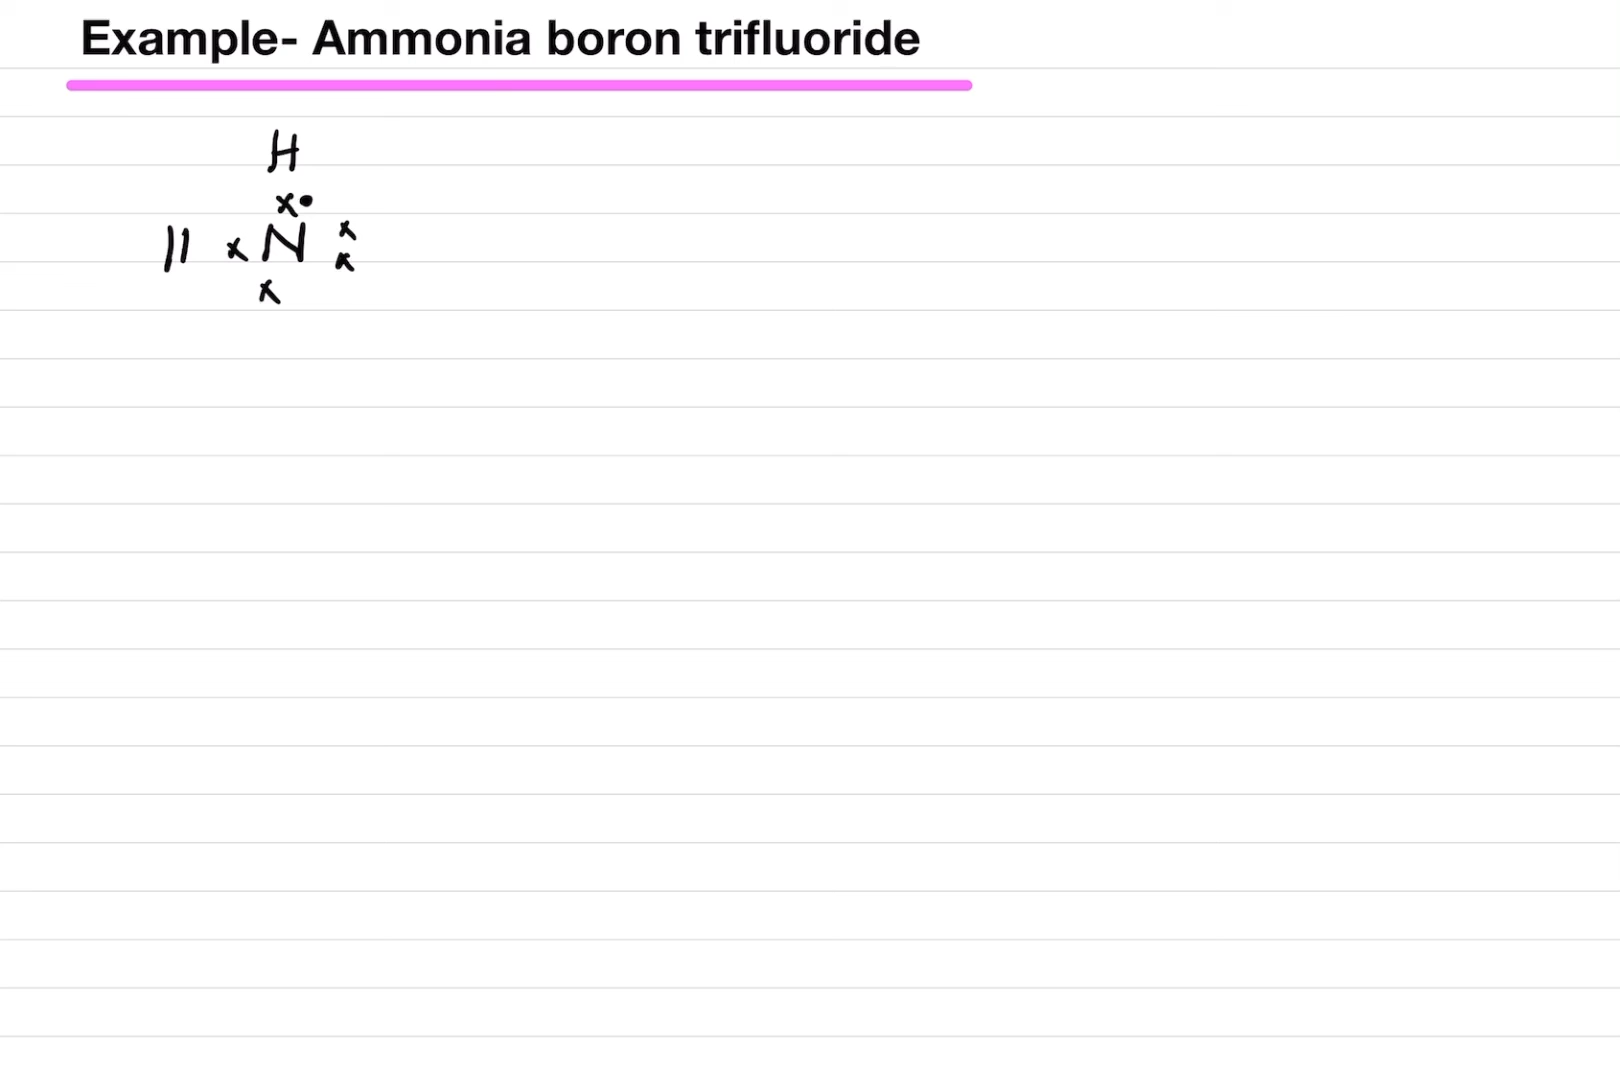 Example- Ammonia boron trifluoride
H
x•
|| x N x
x
x